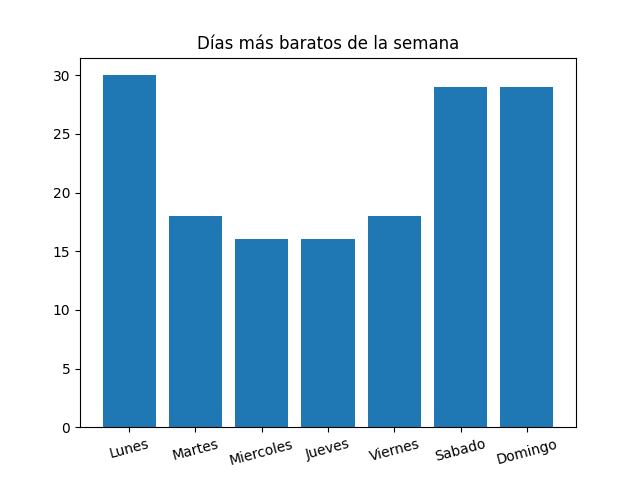 Días más baratos de la semana
30
25
20
15
10
5
0
Lunes
Martes
Miercoles
Jueves
Viernes
Sabado
Domingo